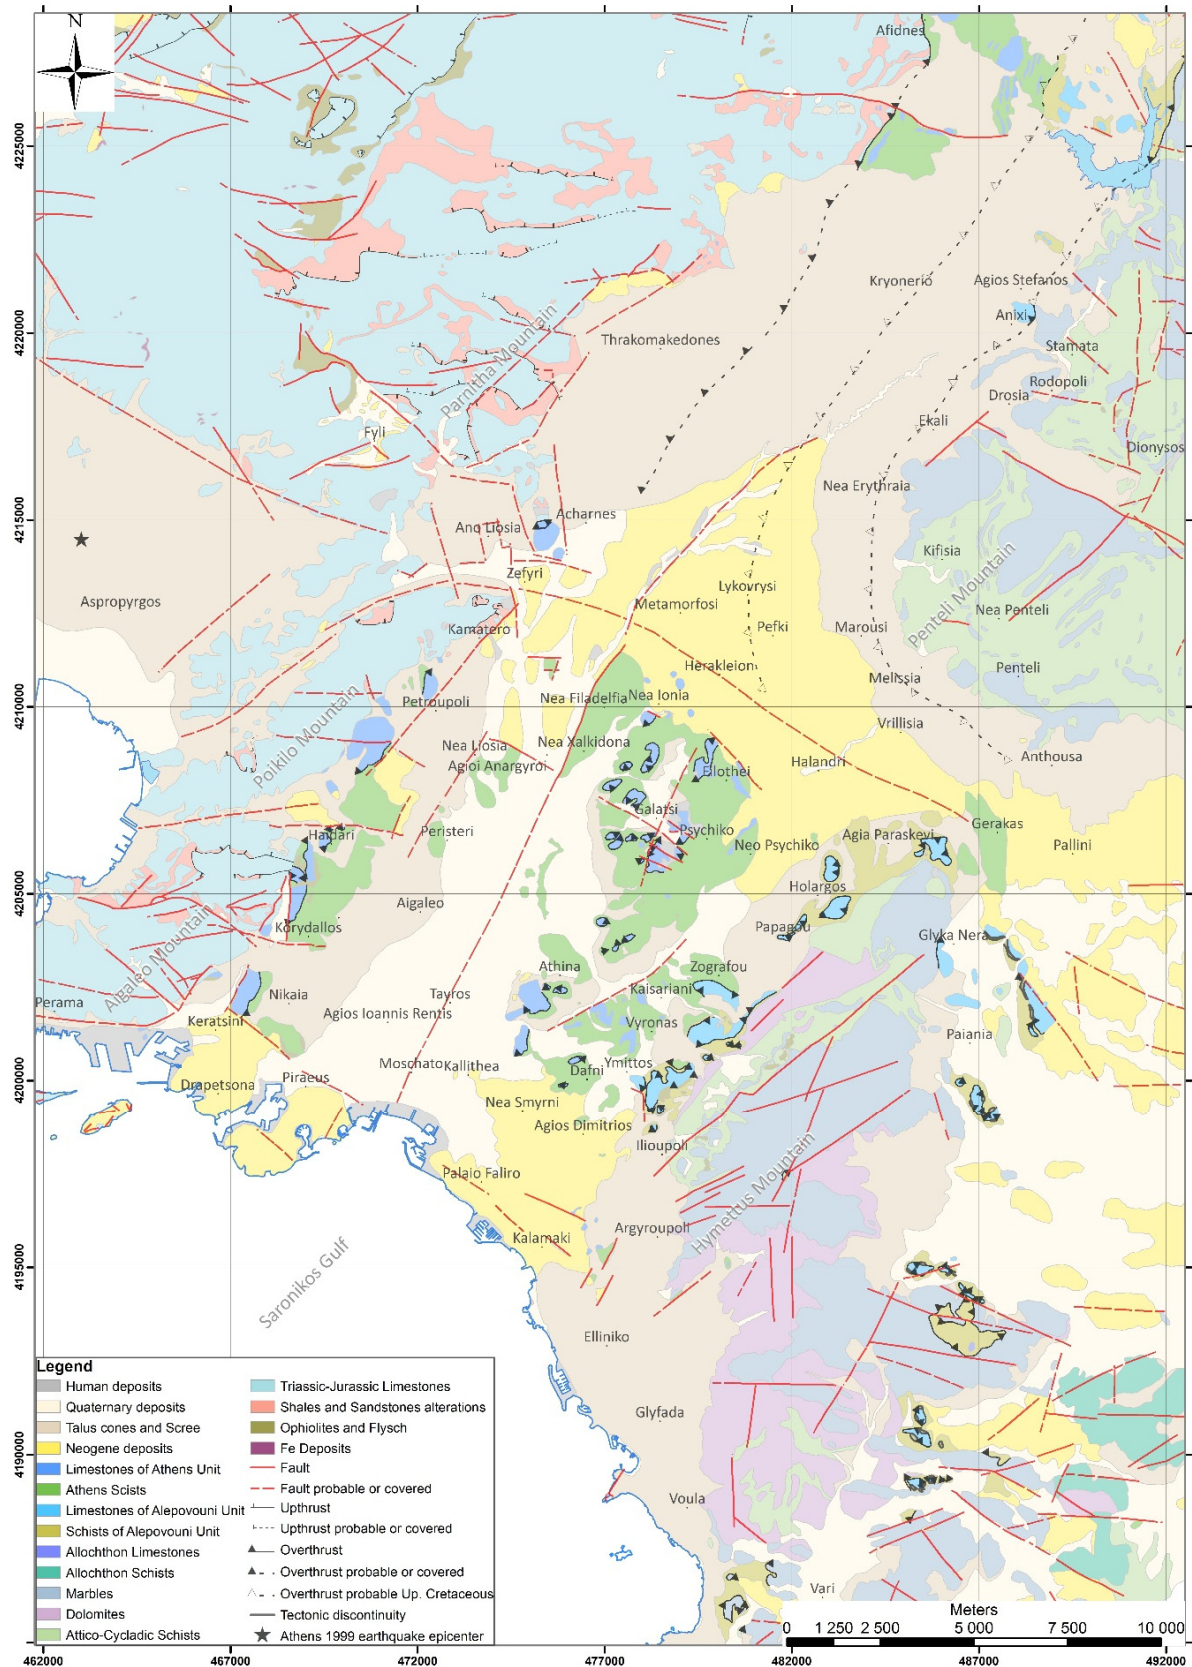 N
Afidnes
4225000
Kryonerio
Agios Stefanos
Anixi
4220000
Thrakomakedones
Stamata
Parnitha Mountain
Rodopoli
Drosia
Ekali
Fyli
Dionysos
Nea Erythraia
4215000
Acharnes
Ano Liosia
Kifisia
Zefyri
Lykovrysi
Aspropyrgos
Metamorfosi
Nea Penteli
Penteli Mountain
Kamatero
Pefki
Marousi
Herakleion
Penteli
Melissia
4210000
Petroupoli
Nea Filadelfia
Nea Ionia
Poikilo Mountain
Vrillisia
Nea Liosia
Nea Xalkidona
Agioi Anargyroi
Filothei
Halandri
Anthousa
Galatsi
Haidari
Peristeri
Psychiko
Agia Paraskevi
Gerakas
Neo Psychiko
Pallini
4205000
Holargos
Aigaleo
Korydallos
Papagou
Glyka Nera
Aigaleo Mountain
Athina
Zografou
Perama
Nikaia
Tavros
Kaisariani
Keratsini
Agios Ioannis Rentis
Vyronas
Paiania
4200000
Moschato
Kallithea
Ymittos
Dafni
Drapetsona
Piraeus
Nea Smyrni
Agios Dimitrios
Ilioupoli
Palaio Faliro
Hymettus Mountain
Argyroupoli
Kalamaki
Saronikos Gulf
4195000
Elliniko
Glyfada
4190000
Voula
Vari
Legend
Human deposits
Quaternary deposits
Talus cones and Scree
Neogene deposits
Limestones of Athens Unit
Athens Scists
Limestones of Alepovouni Unit
Schists of Alepovouni Unit
Allochthon Limestones
Allochthon Schists
Marbles
Dolomites
Attico-Cycladic Schists
Triassic-Jurassic Limestones
Shales and Sandstones alterations
Ophiolites and Flysch
Fe Deposits
Fault
Fault probable or covered
Upthrust
Upthrust probable or covered
Overthrust
Overthrust probable or covered
Overthrust probable Up. Cretaceous
Tectonic discontinuity
Athens 1999 earthquake epicenter
Meters
0 1 250 2 500 5 000 7 500 10 000
462000 467000 472000 477000 482000 487000 492000